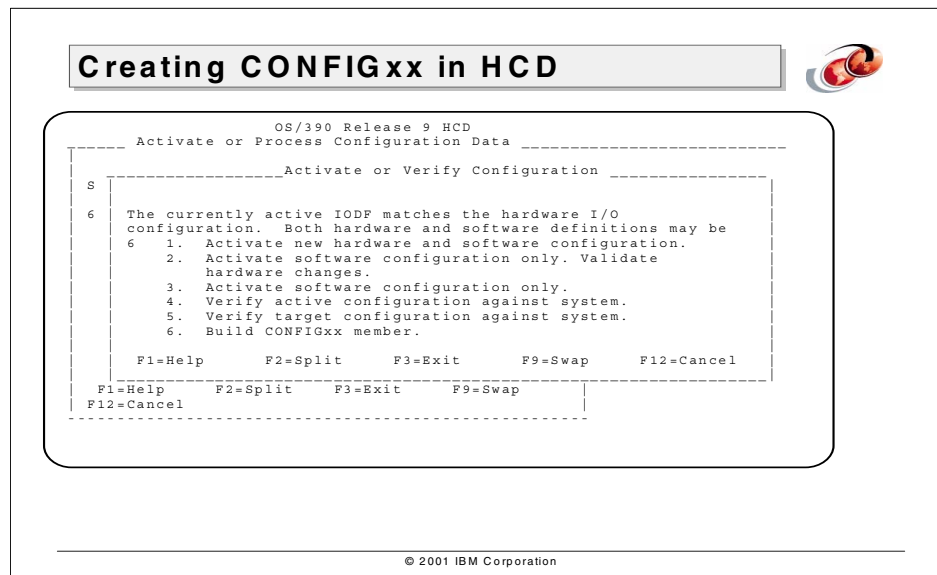 Creating CONFIGxx in HCD
OS/390 Release 9 HCD
______ Activate or Process Configuration Data ___________________________
__________________Activate or Verify Configuration ________________
S
6 The currently active IODF matches the hardware I/O
configuration. Both hardware and software definitions may be
6 1. Activate new hardware and software configuration.
2. Activate software configuration only. Validate
hardware changes.
3. Activate software configuration only.
4. Verify active configuration against system.
5. Verify target configuration against system.
6. Build CONFIGxx member.
F1=Help F2=Split F3=Exit F9=Swap F12=Cancel
F1=Help F2=Split F3=Exit F9=Swap
F12=Cancel
© 2001 IBM Corporation